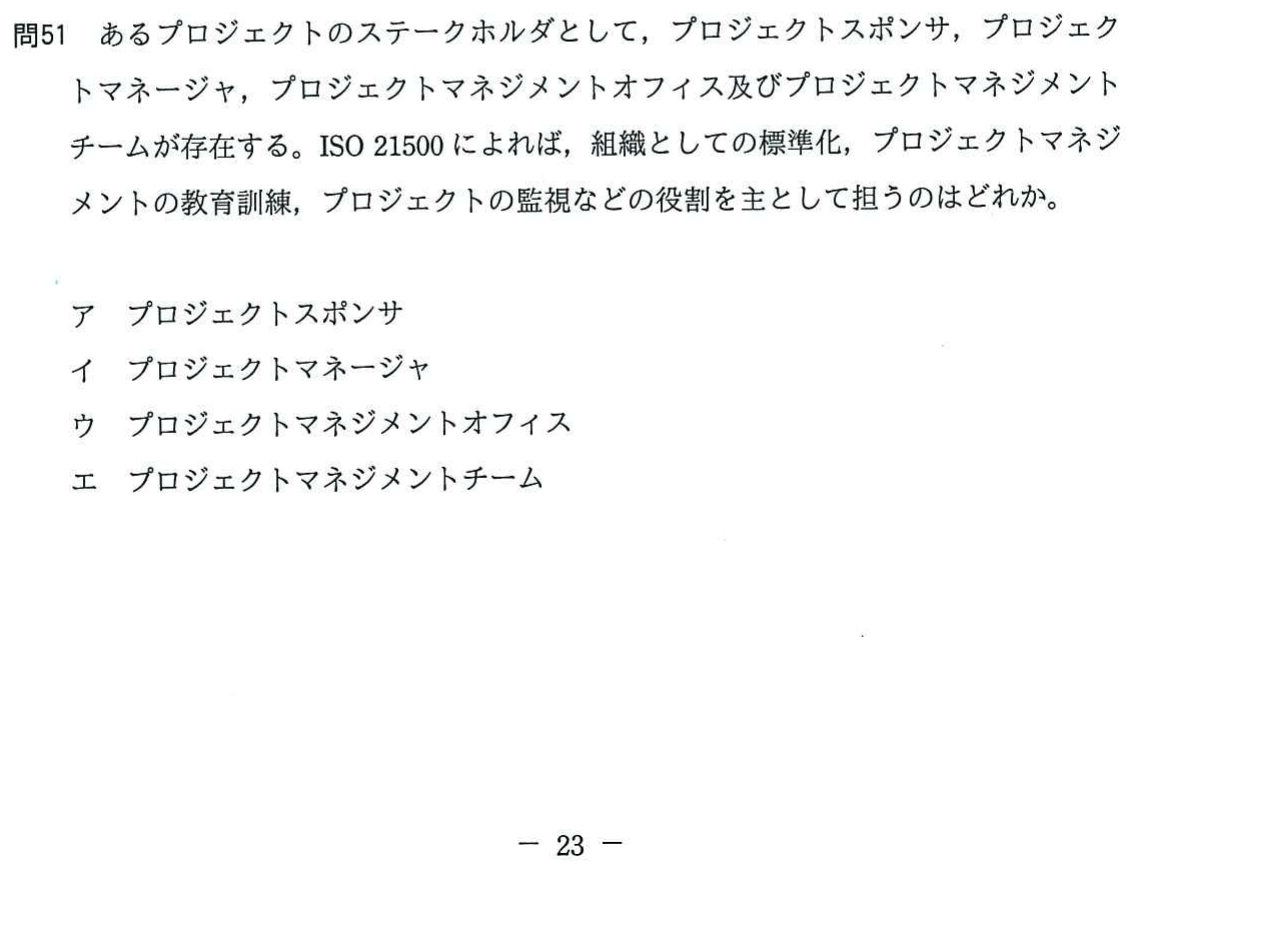 問51 あるプロジェクトのステークホルダとして，プロジェクトスポンサ，プロジェク
トマネージャ，プロジェクトマネジメントオフィス及びプロジェクトマネジメント
チームが存在する。ISO 21500 によれば，組織としての標準化，プロジェクトマネジ
メントの教育訓練，プロジェクトの監視などの役割を主として担うのはどれか。
ア プロジェクトスポンサ
イ プロジェクトマネージャ
ウ プロジェクトマネジメントオフィス
エ プロジェクトマネジメントチーム
－ 23 －